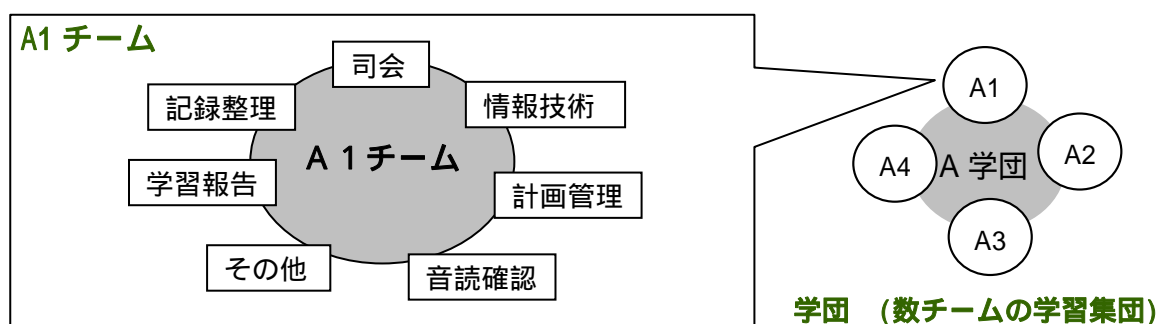 A1 チーム
司会
記録整理
情報技術
A 1チーム
学習報告
計画管理
その他
音読確認
A1
A4
A 学団
A2
A3
学団 (数チームの学習集団)